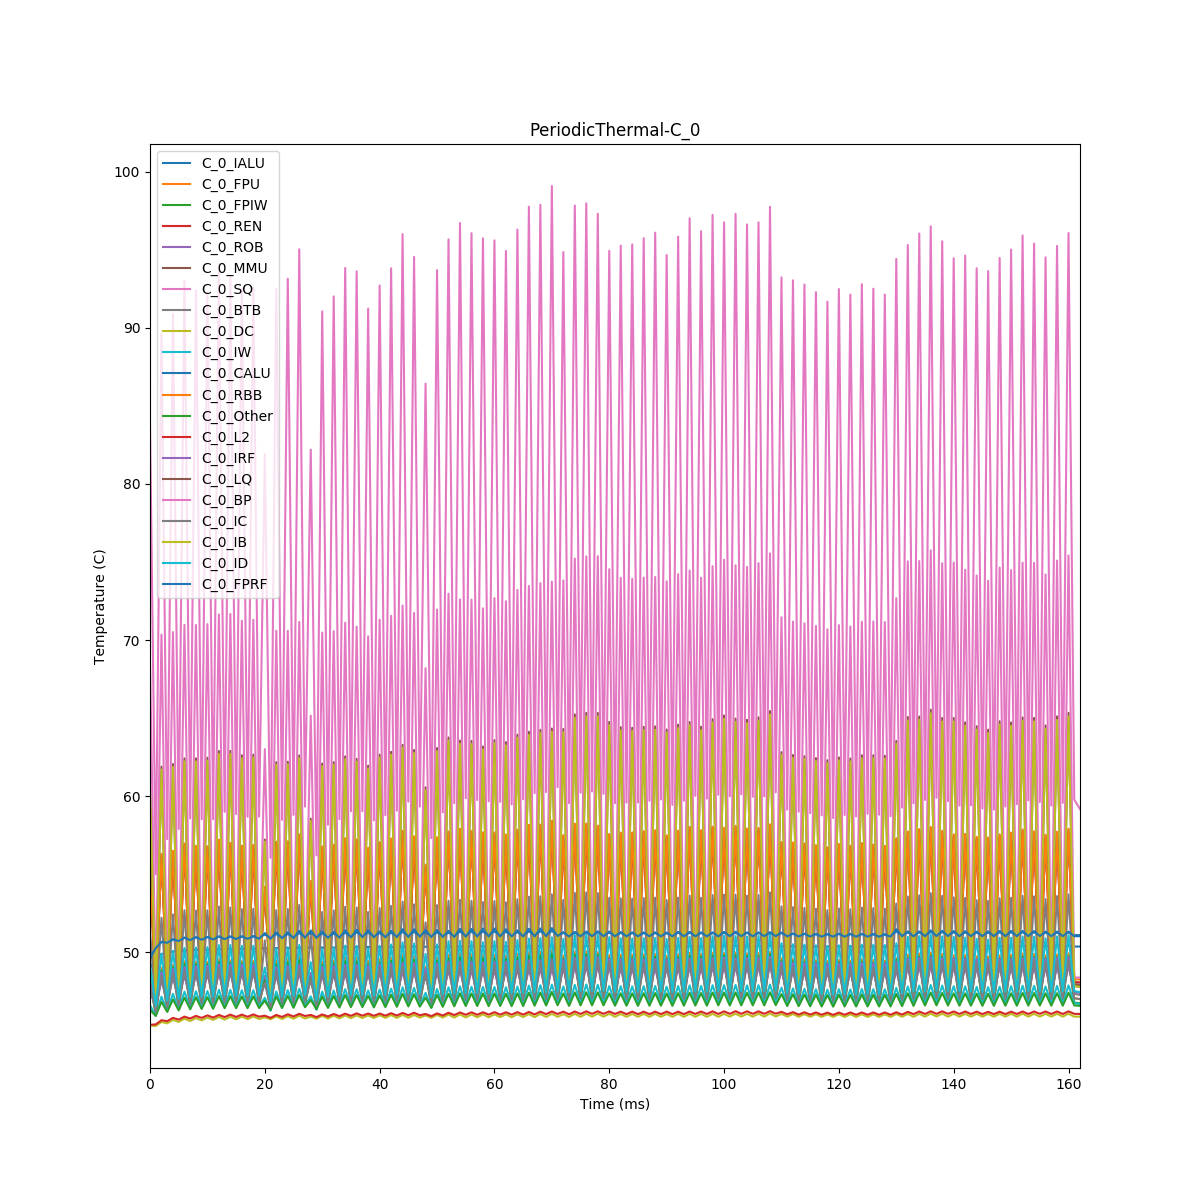 PeriodicThermal-C_0
100
90
80
70
60
50
Temperature (C)
C_0_IALU
C_0_FPU
C_0_FPIW
C_0_REN
C_0_ROB
C_0_MMU
C_0_SQ
C_0_BTB
C_0_DC
C_0_IW
C_0_CALU
C_0_RBB
C_0_Other
C_0_L2
C_0_IRF
C_0_LQ
C_0_BP
C_0_IC
C_0_IB
C_0_ID
C_0_FPRF
0 20 40 60 80 100 120 140 160
Time (ms)